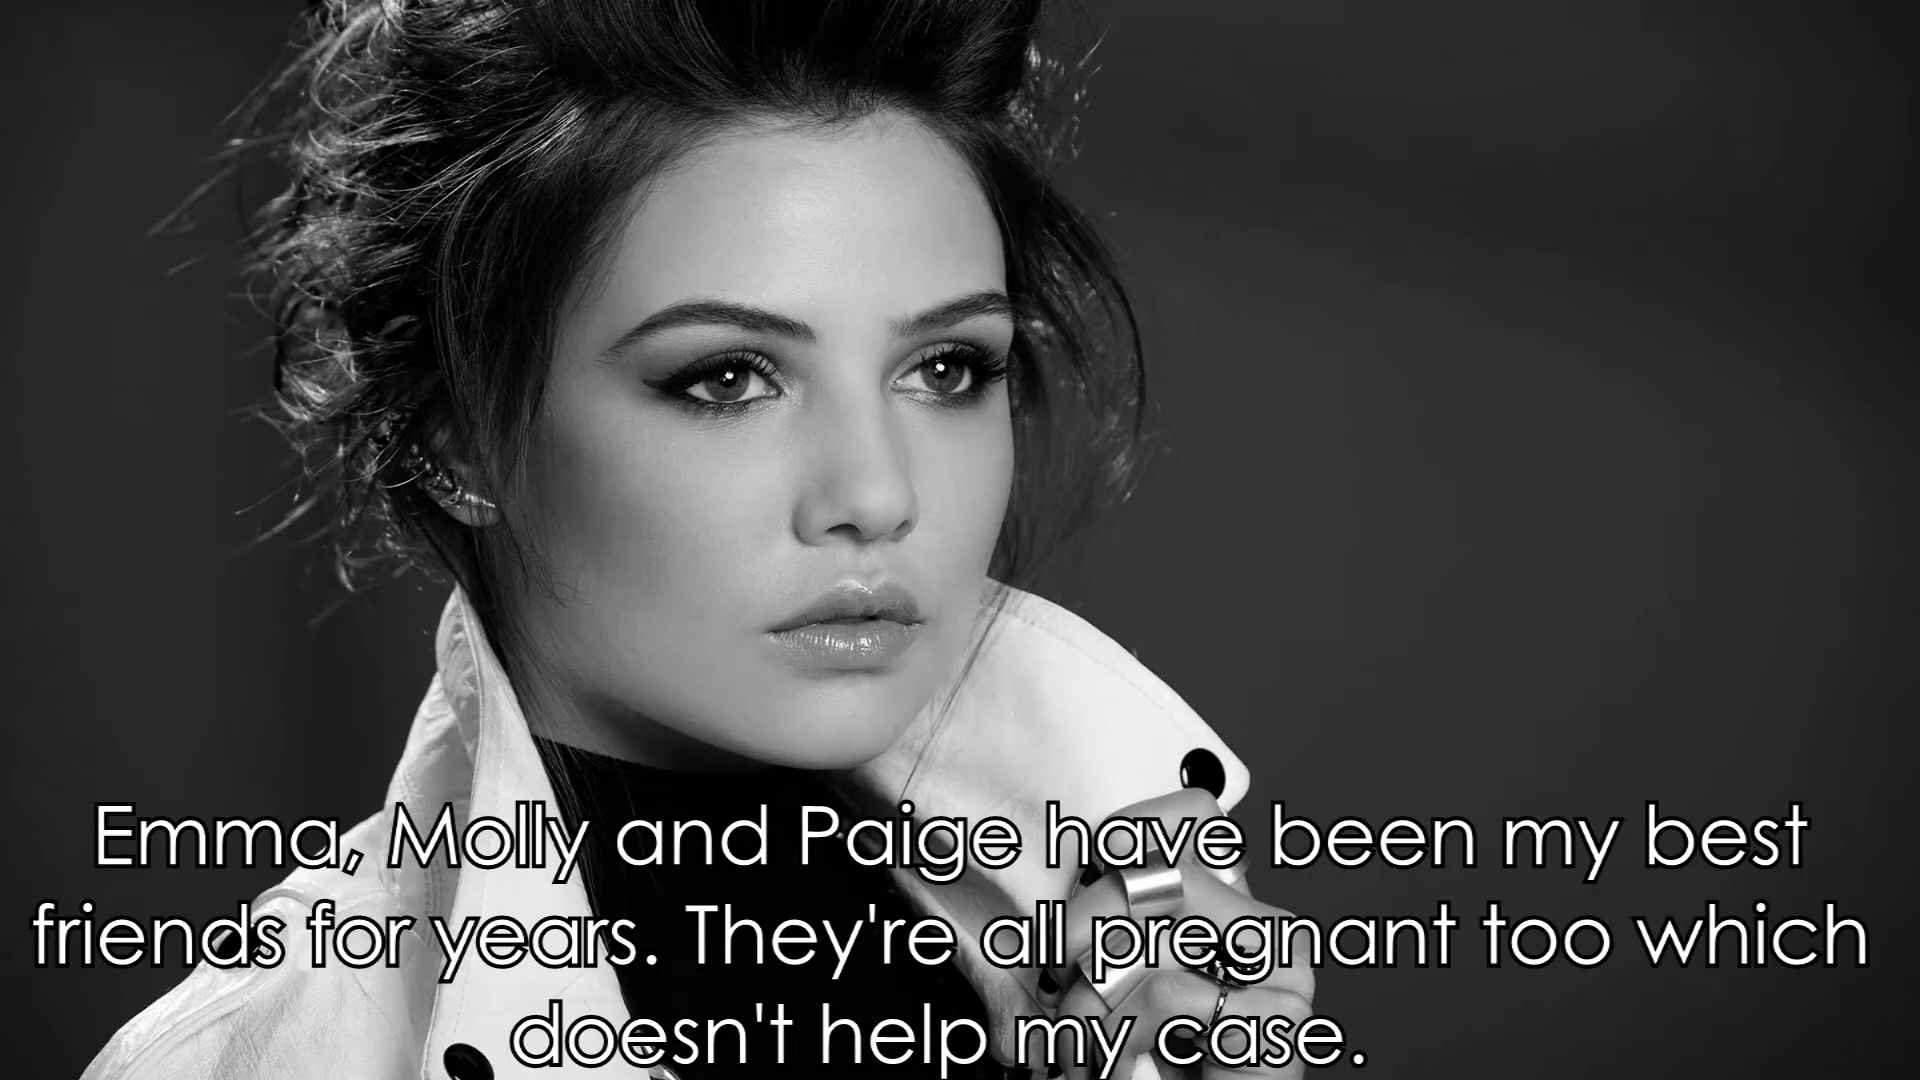 Emma, Molly and Paige have been my best
friends for years. They're all pregnant too which
doesn't help my case.